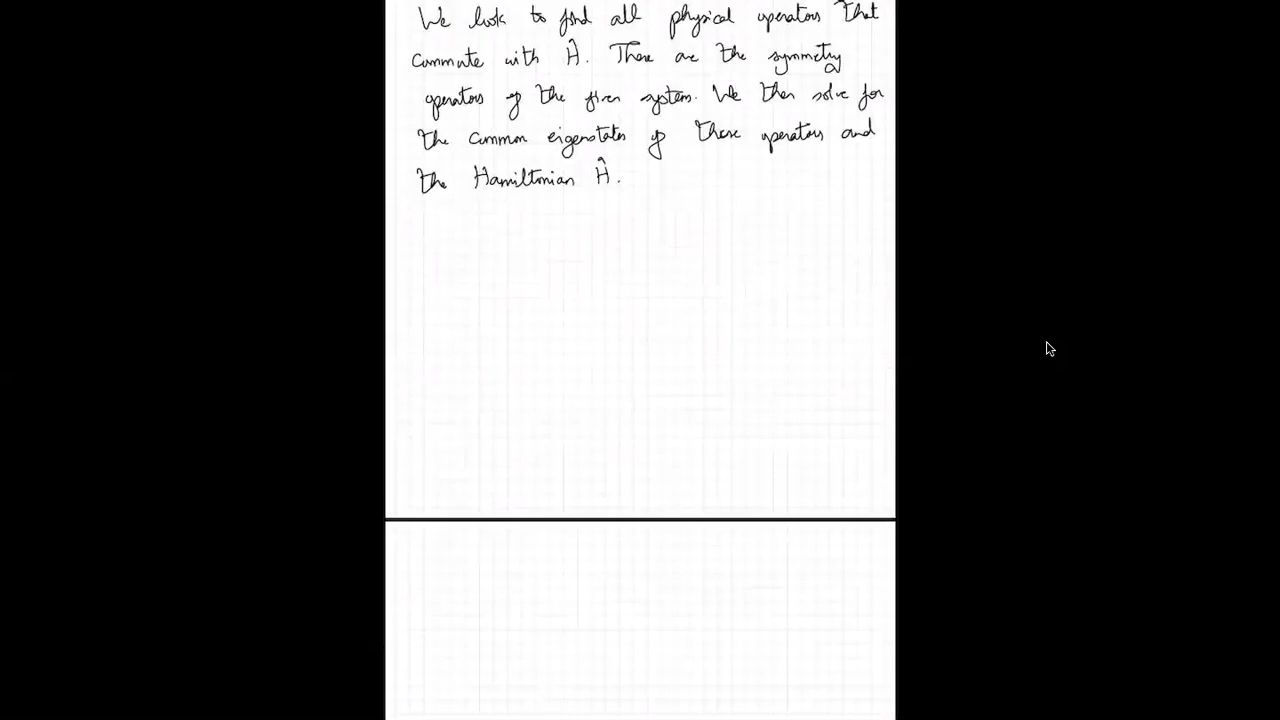 We look to find all physical operators that
commute with Ĥ. These are the symmetry
operators of the given system. We then solve for
the common eigenstates of these operators and
the Hamiltonian Ĥ.